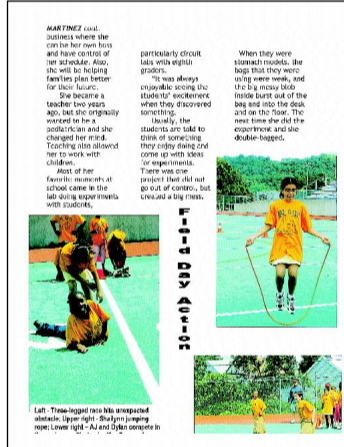 MARTINEZ cont.
business where she
can be her own boss
and have control of
her schedule. Also,
she will be helping
families plan better
for their future.
She became a
teacher two years
ago, but she originally
wanted to be a
pediatrician and she
changed her mind.
Teaching also allowed
her to work with
children.
Most of her
favorite moments at
school came in the
lab doing experiments
with students,
particularly circuit
labs with eighth
graders.
"It was always
enjoyable seeing the
students' excitement
when they discovered
something.
Usually, the
students are told to
think of something
they enjoy doing and
come up with ideas
for experiments.
There was one
project that did not
go out of control, but
created a big mess.
When they were
stomach models, the
bags that they were
using were weak, and
the big messy blob
inside burst out of the
bag and into the desk
and on the floor. The
next time she did the
experiment and she
double-bagged.
Field Day Action
Left - Three-legged race hits unexpected
obstacle; Upper right - Shailynn jumping
rope; Lower right - AJ and Dylan compete in